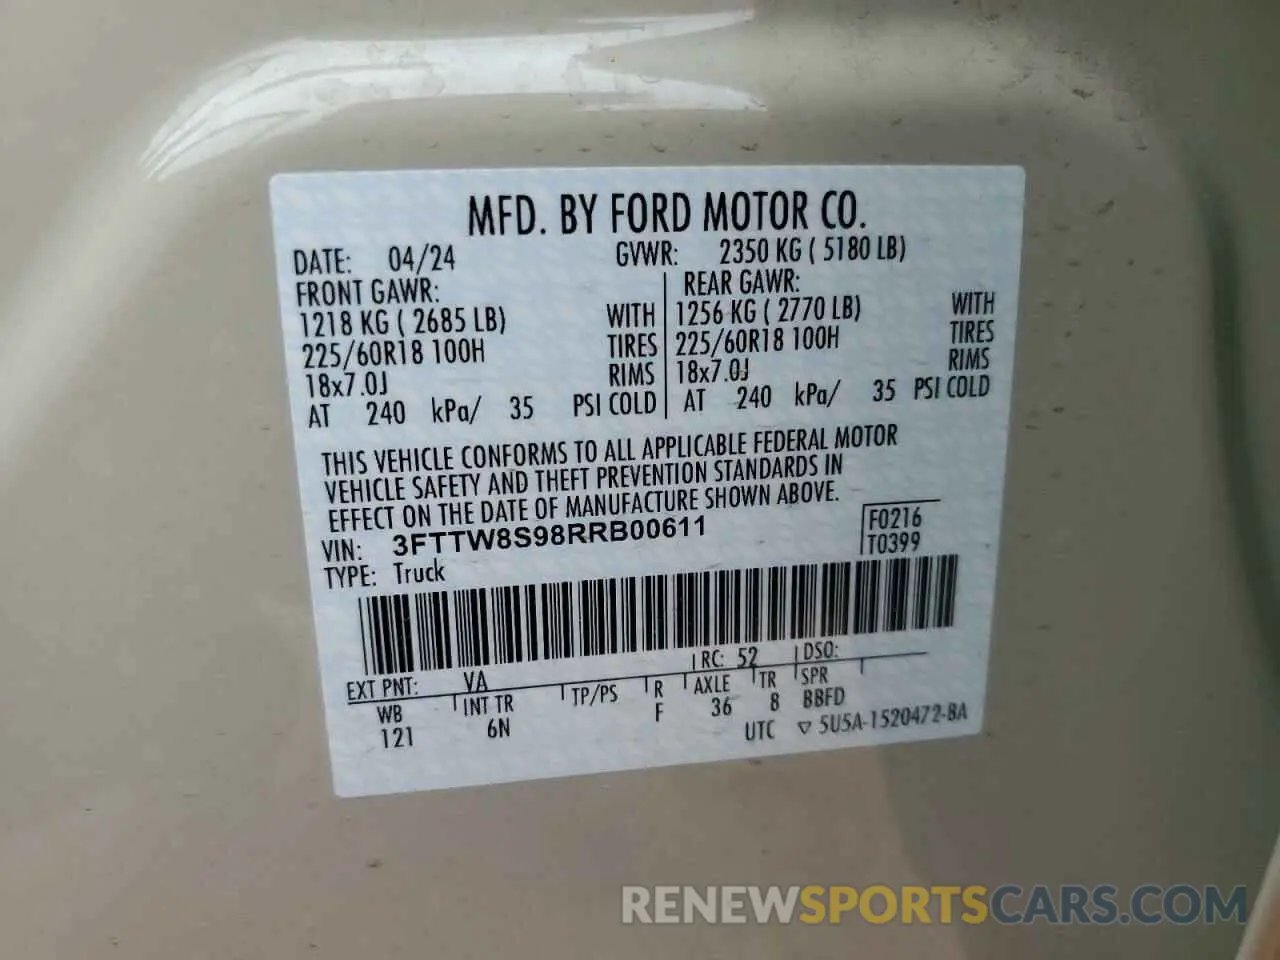 MFD. BY FORD MOTOR CO.
DATE: 04/24 GVWR: 2350 KG ( 5180 LB)
FRONT GAWR: REAR GAWR:
1218 KG ( 2685 LB) WITH 1256 KG ( 2770 LB) WITH
225/60R18 100H TIRES 225/60R18 100H TIRES
18x7.0J RIMS 18x7.0J RIMS
AT 240 kPa/ 35 PSI COLD AT 240 kPa/ 35 PSI COLD
THIS VEHICLE CONFORMS TO ALL APPLICABLE FEDERAL MOTOR
VEHICLE SAFETY AND THEFT PREVENTION STANDARDS IN
EFFECT ON THE DATE OF MANUFACTURE SHOWN ABOVE.
VIN: 3FTTW8S98RRB00611 F0216
TYPE: Truck T0399
EXT PNT: VA RC: 52 DSO:
WB INT TR TP/PS R AXLE TR SPR
121 6N F 36 8 BBFD
UTC ▽ 5U5A-1520472-BA
RENEWSPORTSCARS.COM